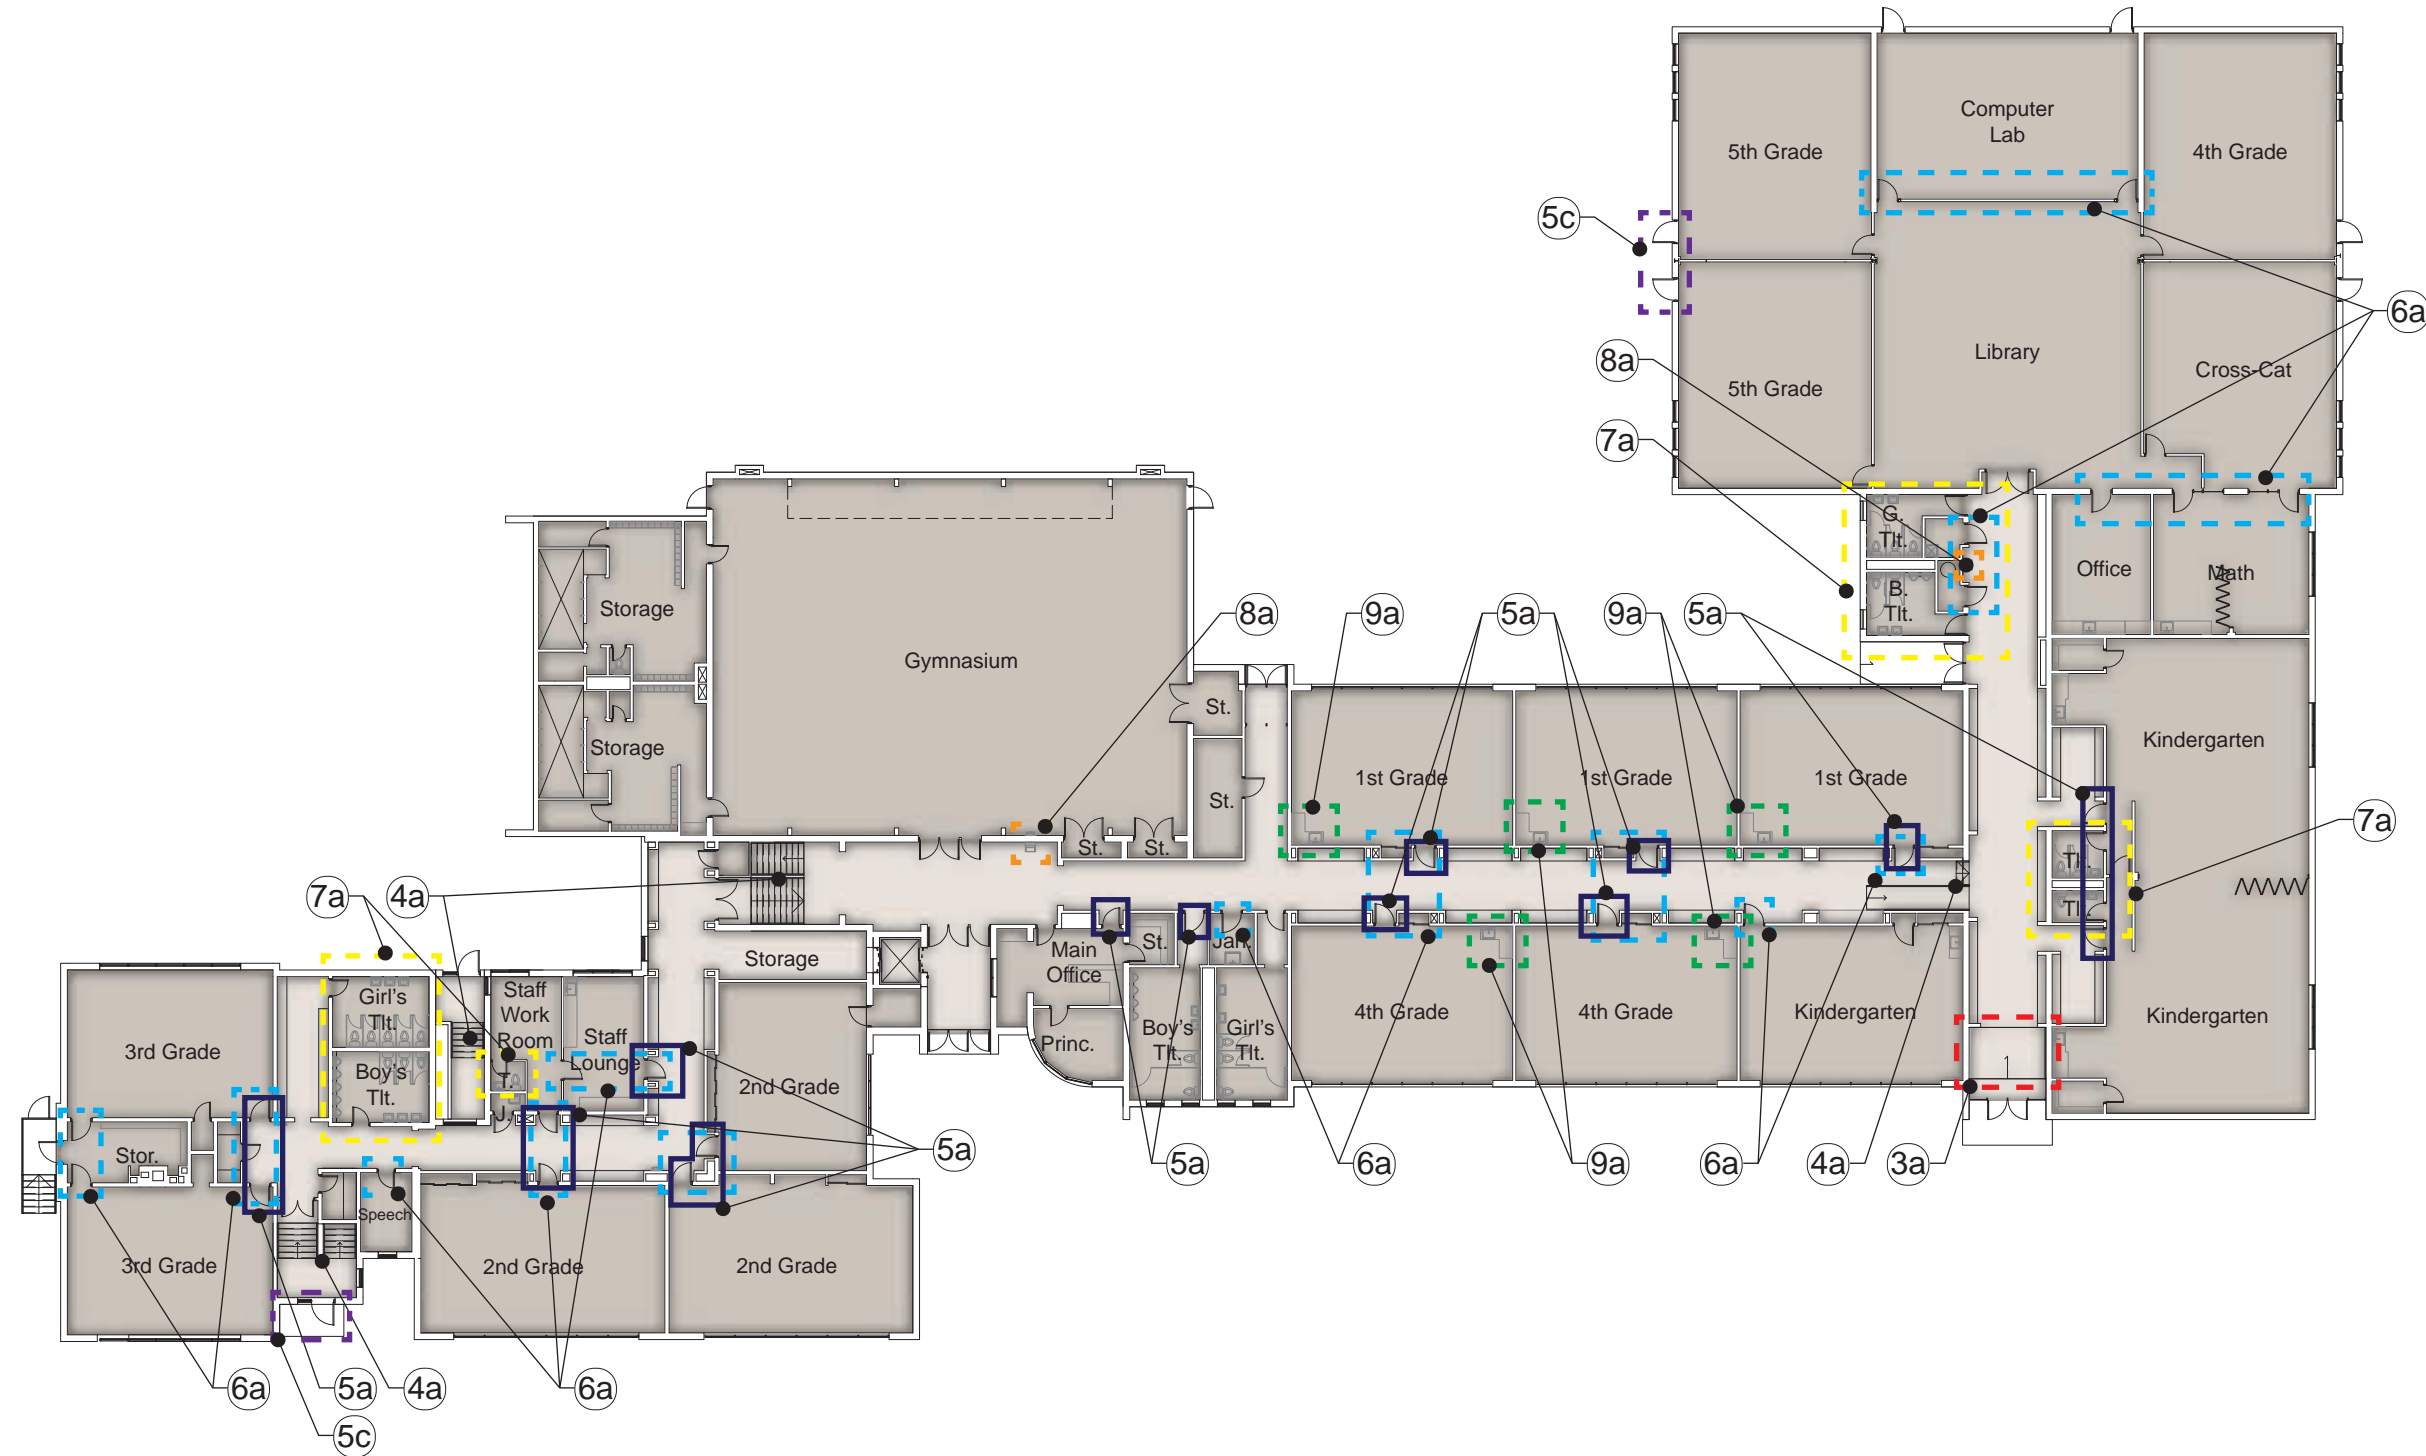 Computer
Lab
5th Grade
4th Grade
5c
6a
Library
8a
Cross-Cat
5th Grade
7a
G.
Tlt.
Office
Math
B.
Tlt.
Storage
8a
9a
5a
9a
5a
Gymnasium
St.
Storage
Kindergarten
1st Grade
1st Grade
1st Grade
St.
7a
St.
St.
Tlt.
7a
4a
Tlt.
Jan.
Main
Office
St.
Storage
Girl's
Tlt.
Staff
Work
Room
4th Grade
4th Grade
Kindergarten
Kindergarten
Boy's
Tlt.
Girl's
Tlt.
Staff
Lounge
Princ.
3rd Grade
Boy's
Tlt.
T.
2nd Grade
J.
Stor.
5a
5a
6a
9a
6a
4a
3a
Speech
3rd Grade
2nd Grade
2nd Grade
6a
5a
4a
6a
5c